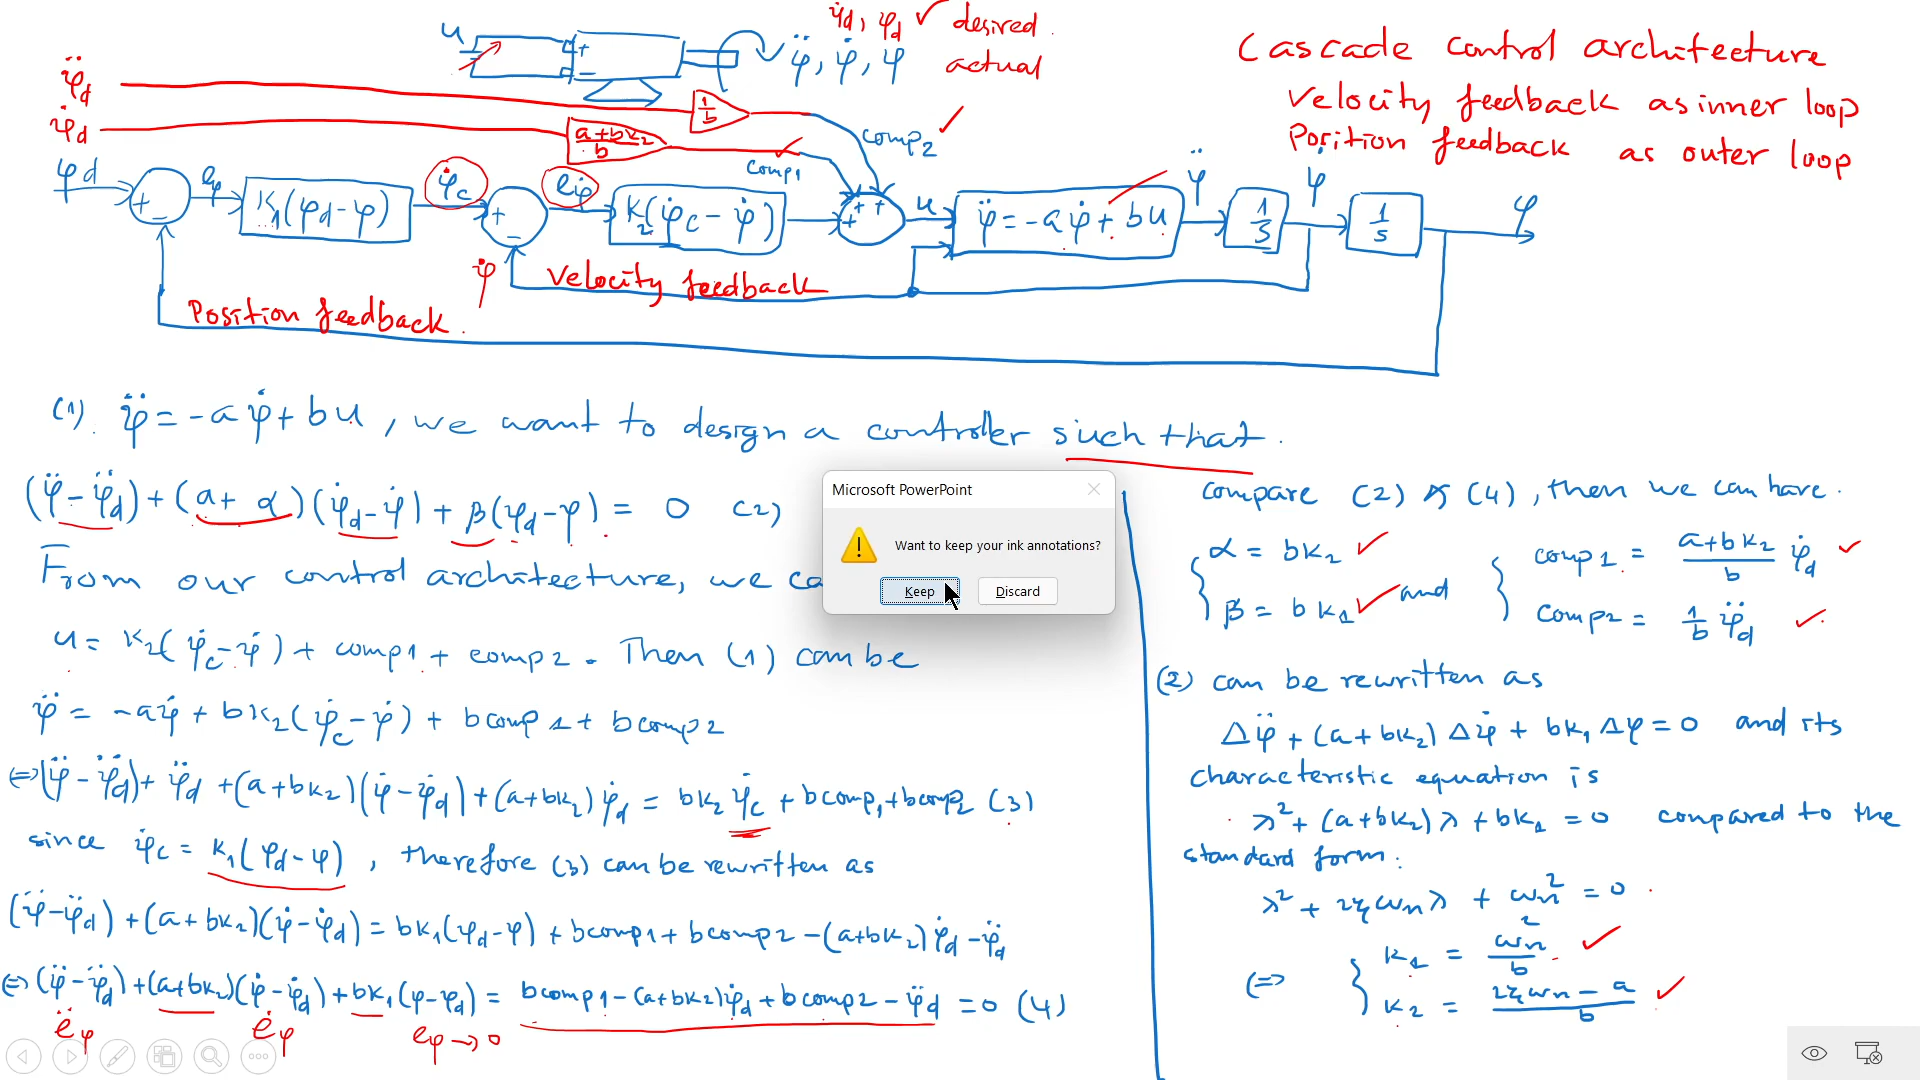 u
+
−
φ̈, φ̇, φ
φ̇d, φd ✓ desired
actual
Cascade control architecture
Velocity feedback as inner loop
Position feedback as outer loop
φ̈d
1/b
comp2 ✓
φ̇d
(a+bk2)/b
comp1
φd
+ −
eφ
K1(φd-φ)
φ̇c
+ −
eφ̇
K2(φ̇c - φ̇)
+ + +
u
φ̈ = -aφ̇ + bu
φ̈
1/s
φ̇
1/s
φ
φ̇
Velocity feedback
Position feedback.
(1). φ̈ = -aφ̇ + bu, we want to design a controller such that.
(φ̈-φ̈d)+(a+α)(φ̇d-φ̇)+β(φd-φ) = 0 (2)
From our control architecture, we ca
u = K2(φ̇c-φ̇)+ comp1 + comp2. Then (1) can be
φ̈ = -aφ̇ + bK2(φ̇c-φ̇) + bcomp1 + bcomp2
⇔(φ̈-φ̈d)+φ̈d+(a+bk2)(φ̇-φ̇d)+(a+bk2)φ̇d = bk2φ̇c + bcomp1+bcomp2 (3)
since φ̇c = K1(φd-φ), therefore (3) can be rewritten as
(φ̈-φ̈d)+(a+bk2)(φ̇-φ̇d) = bk1(φd-φ) + bcomp1 + bcomp2 -(a+bk2)φ̇d-φ̈d
⇔(φ̈-φ̈d)+(a+bk2)(φ̇-φ̇d)+bk1(φ-φd) = bcomp1-(a+bk2)φ̇d+bcomp2-φ̈d = 0 (4)
ëφ ėφ eφ→0
Microsoft PowerPoint
Want to keep your ink annotations?
Keep Discard
compare (2) & (4), then we can have.
α = bk2 ✓
β = bk1 ✓
and
comp1 = (a+bk2)/b φ̇d ✓
comp2 = 1/b φ̈d ✓
(2) can be rewritten as
Δφ̈ + (a+bk2)Δφ̇ + bk1Δφ = 0 and its
characteristic equation is
λ²+(a+bk2)λ + bk1 = 0 compared to the
standard form:
λ² + 2ξωnλ + ωn² = 0
⇔
K1 = ωn²/b ✓
K2 = (2ξωn - a)/b ✓